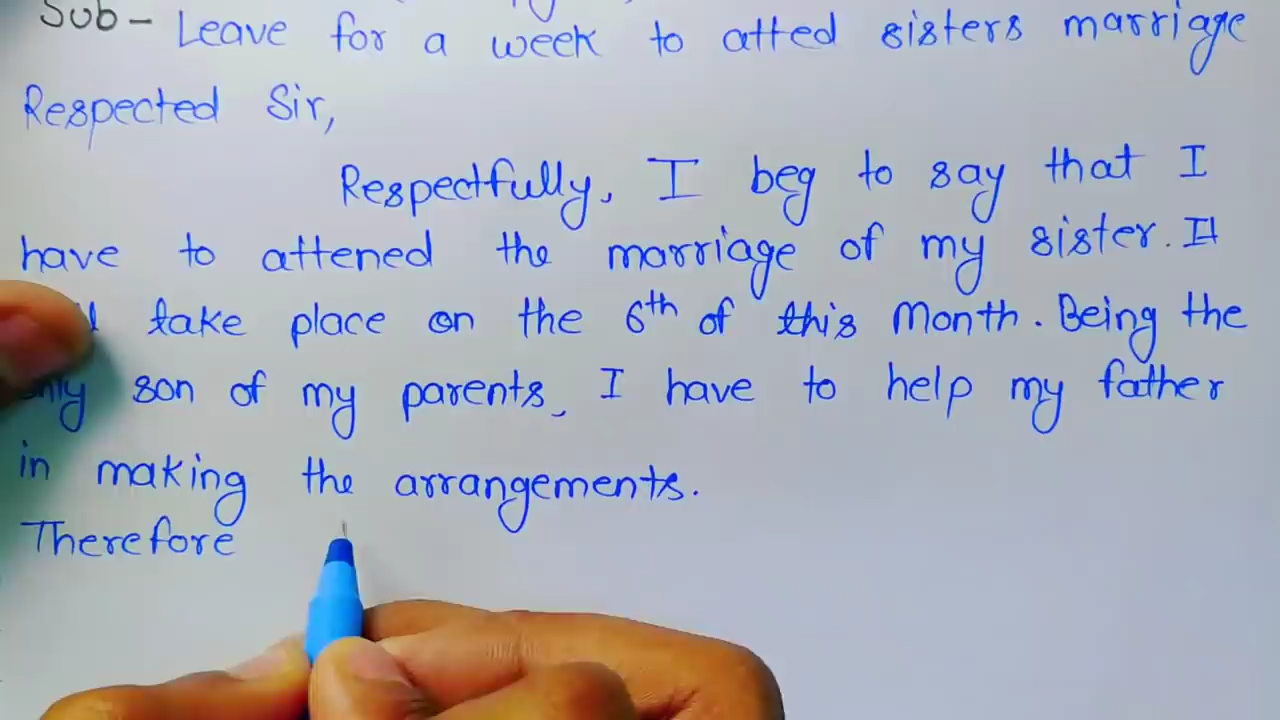 Sub - Leave for a week to atted sisters marriage
Respected Sir,
Respectfully, I beg to say that I
have to attened the marriage of my sister. It
take place on the 6th of this Month. Being the
only son of my parents, I have to help my father
in making the arrangements.
Therefore